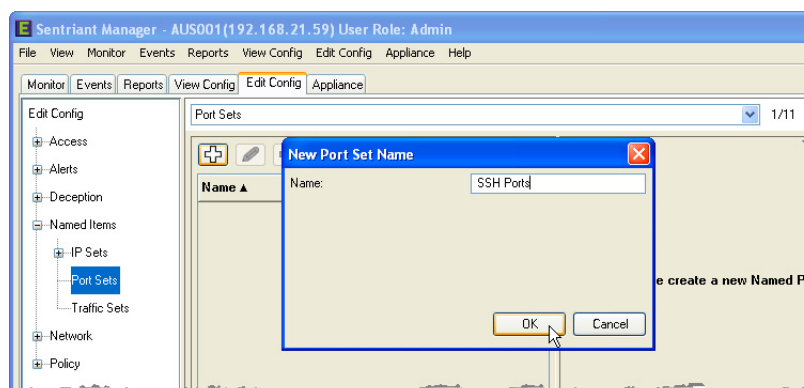 E Sentriant Manager - AUS001(192.168.21.59) User Role: Admin
File View Monitor Events Reports View Config Edit Config Appliance Help
Monitor Events Reports View Config Edit Config Appliance
Edit Config
Port Sets
1/11
Access
Alerts
Deception
Named Items
IP Sets
Port Sets
Traffic Sets
Network
Policy
Name
New Port Set Name
Name:
SSH Ports
OK
Cancel
e create a new Named P